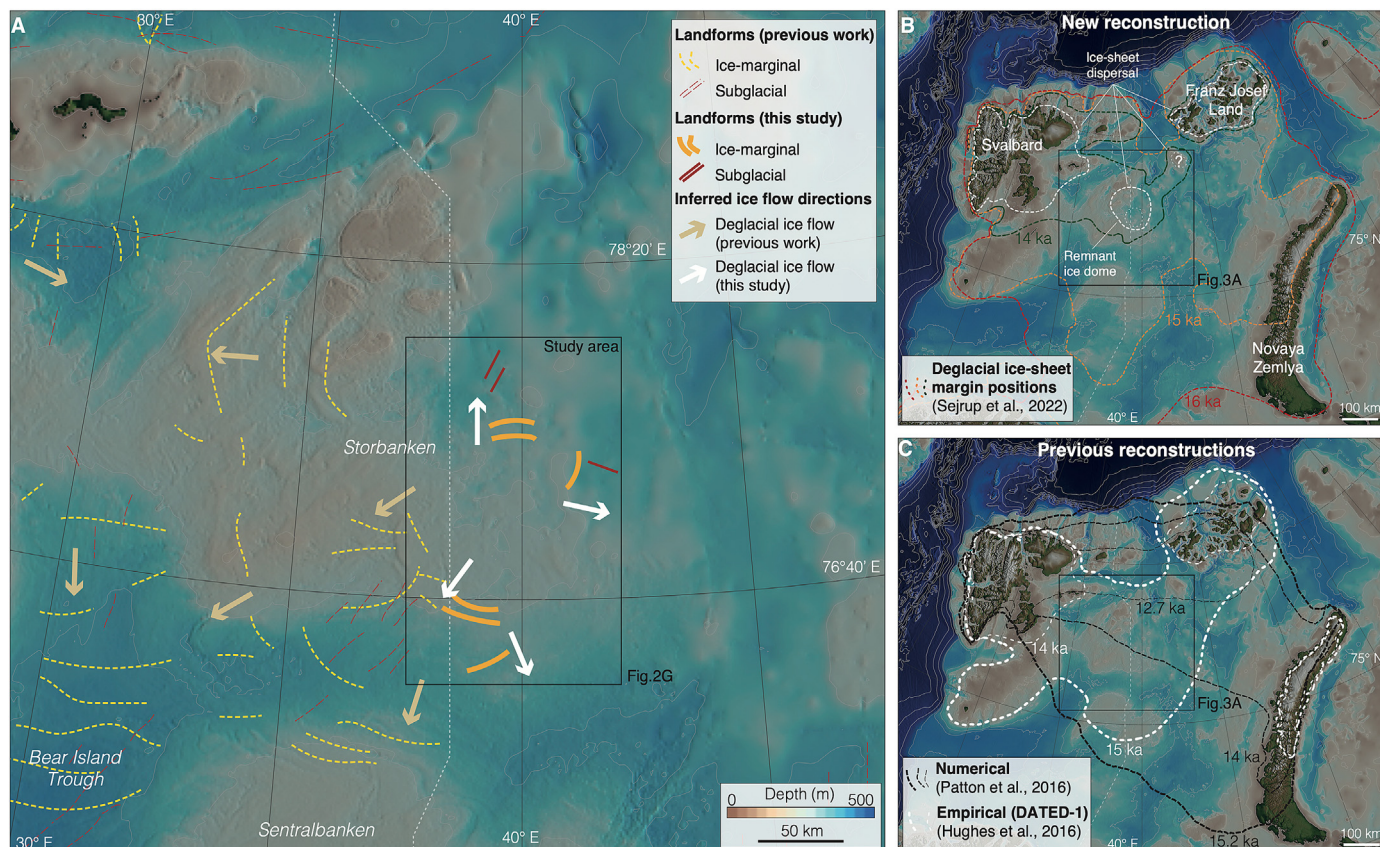 A
30° E
40° E
Landforms (previous work)
Ice-marginal
Subglacial
Landforms (this study)
Ice-marginal
Subglacial
Inferred ice flow directions
Deglacial ice flow
(previous work)
Deglacial ice flow
(this study)
78°20' E
Study area
Storbanken
76°40' E
Fig.2G
Bear Island
Trough
Sentralbanken
30° E
40° E
Depth (m)
0
500
50 km
B
New reconstruction
Ice-sheet
dispersal
Franz Josef
Land
Svalbard
?
14 ka
Remnant
ice dome
75° N
Fig.3A
15 ka
Novaya
Zemlya
Deglacial ice-sheet
margin positions
(Sejrup et al., 2022)
16 ka
40° E
100 km
C
Previous reconstructions
12.7 ka
14 ka
75° N
Fig.3A
15 ka
14 ka
Numerical
(Patton et al., 2016)
Empirical (DATED-1)
(Hughes et al., 2016)
15.2 ka
40° E
100 km